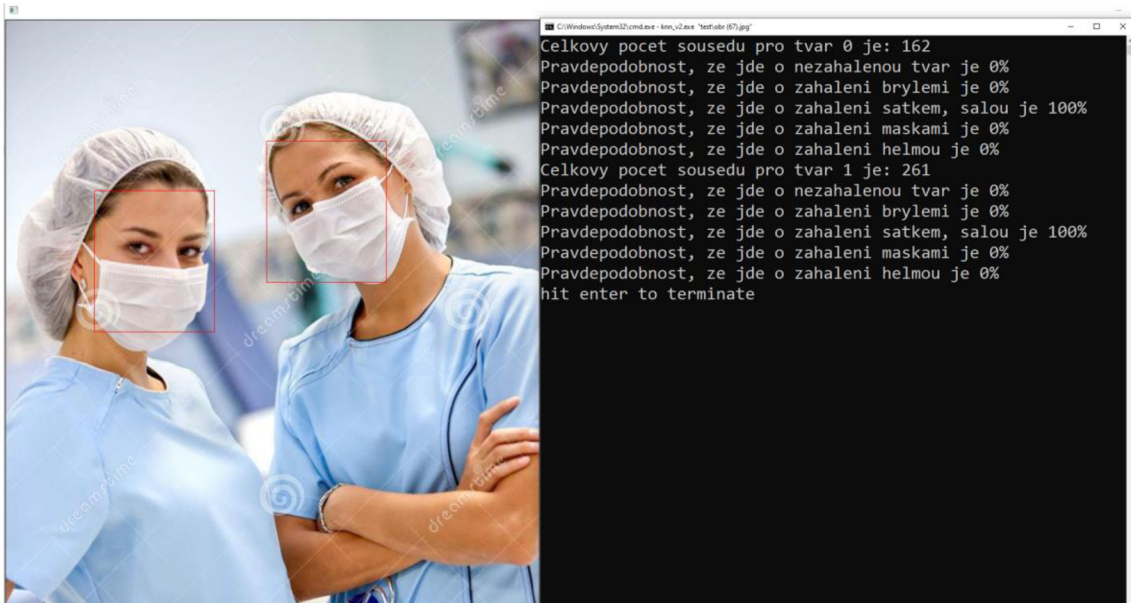 C:\Windows\System32\cmd.exe - knn_v2.exe "test\obr (67).jpg"
Celkovy pocet sousedu pro tvar 0 je: 162
Pravdepodobnost, ze jde o nezahalenou tvar je 0%
Pravdepodobnost, ze jde o zahaleni brylemi je 0%
Pravdepodobnost, ze jde o zahaleni satkem, salou je 100%
Pravdepodobnost, ze jde o zahaleni maskami je 0%
Pravdepodobnost, ze jde o zahaleni helmou je 0%
Celkovy pocet sousedu pro tvar 1 je: 261
Pravdepodobnost, ze jde o nezahalenou tvar je 0%
Pravdepodobnost, ze jde o zahaleni brylemi je 0%
Pravdepodobnost, ze jde o zahaleni satkem, salou je 100%
Pravdepodobnost, ze jde o zahaleni maskami je 0%
Pravdepodobnost, ze jde o zahaleni helmou je 0%
hit enter to terminate
dreamstime
dreamstime
dreamstime
dreamstime